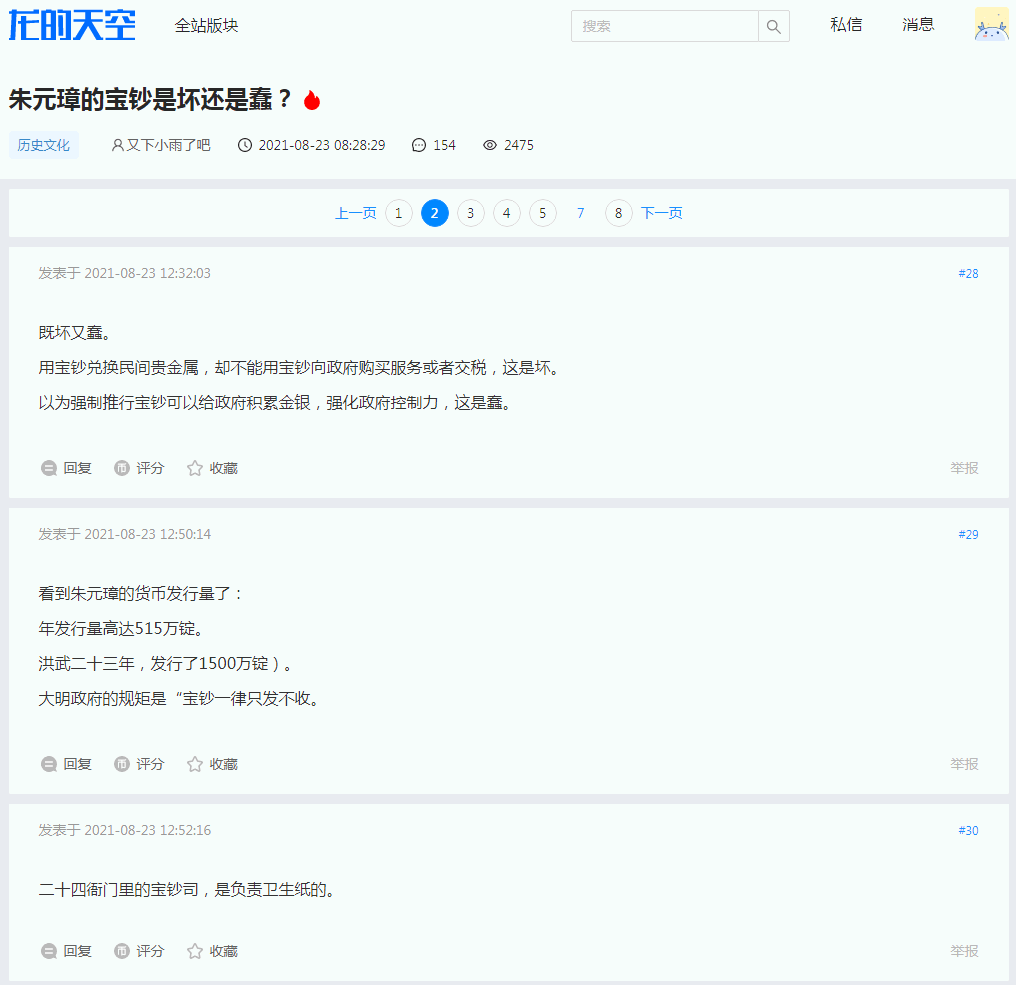 龙的天空 全站版块 搜索 私信 消息
朱元璋的宝钞是坏还是蠢？
历史文化 又下小雨了吧 2021-08-23 08:28:29 154 2475
上一页 1 2 3 4 5 7 8 下一页
发表于 2021-08-23 12:32:03 #28
既坏又蠢。
用宝钞兑换民间贵金属，却不能用宝钞向政府购买服务或者交税，这是坏。
以为强制推行宝钞可以给政府积累金银，强化政府控制力，这是蠢。
回复 评分 收藏 举报
发表于 2021-08-23 12:50:14 #29
看到朱元璋的货币发行量了：
年发行量高达515万锭。
洪武二十三年，发行了1500万锭）。
大明政府的规矩是“宝钞一律只发不收。
回复 评分 收藏 举报
发表于 2021-08-23 12:52:16 #30
二十四衙门里的宝钞司，是负责卫生纸的。
回复 评分 收藏 举报